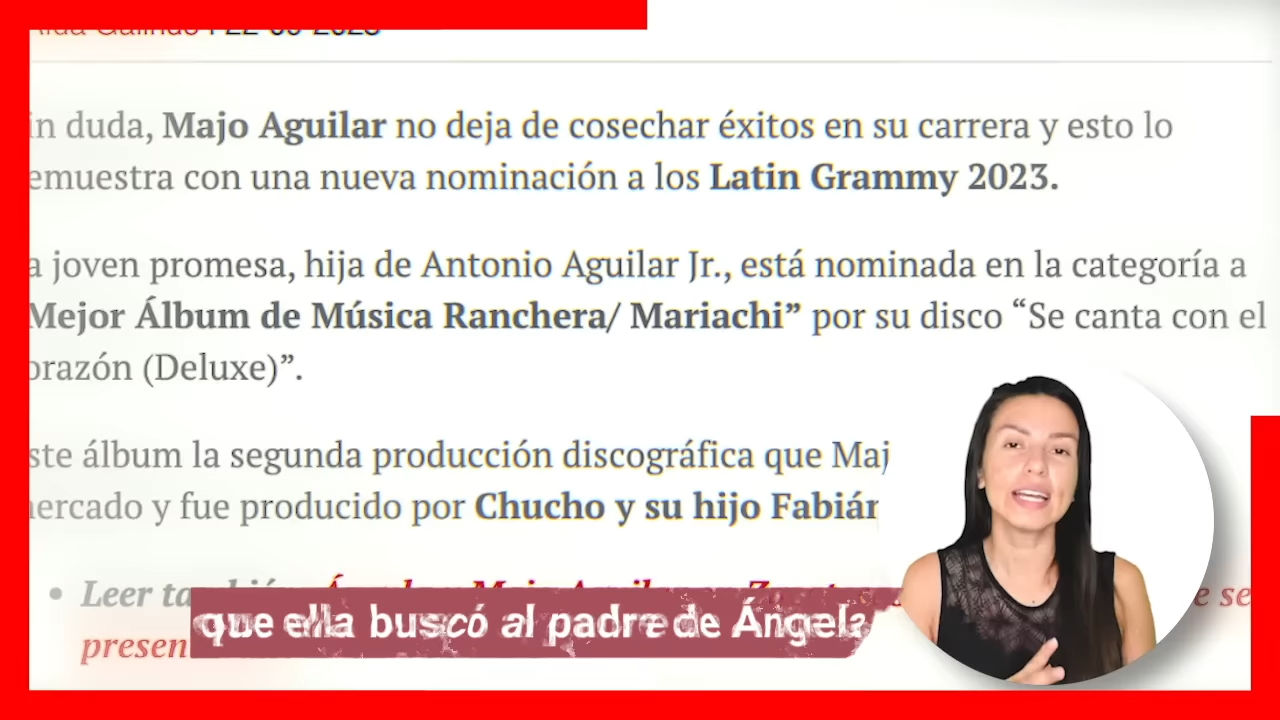 in duda, Majo Aguilar no deja de cosechar éxitos en su carrera y esto lo
emuestra con una nueva nominación a los Latin Grammy 2023.
a joven promesa, hija de Antonio Aguilar Jr., está nominada en la categoría a
Mejor Álbum de Música Ranchera/ Mariachi” por su disco “Se canta con el
orazón (Deluxe)”.
ste álbum la segunda producción discográfica que Maj
ercado y fue producido por Chucho y su hijo Fabián
• Leer
que ella buscó al padre de Ángela
presen